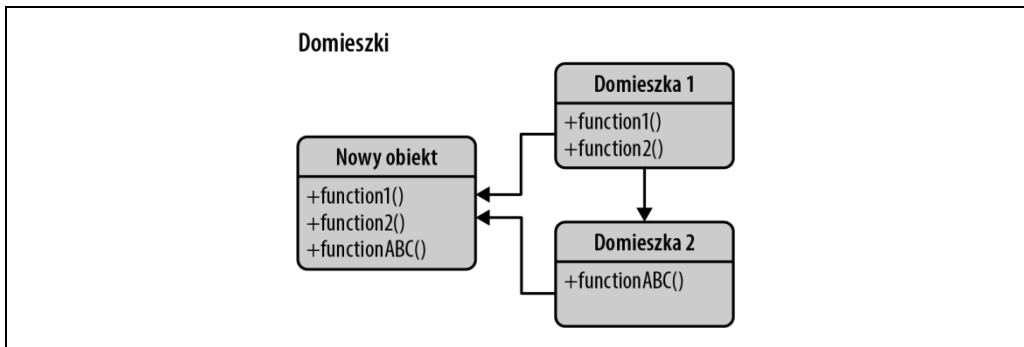 Domieszki
Domieszka 1
+function1()
+function2()
Nowy obiekt
+function1()
+function2()
+functionABC()
Domieszka 2
+functionABC()